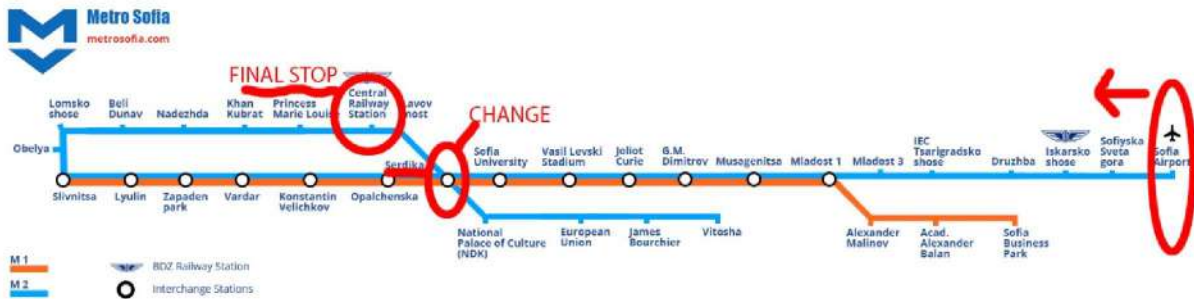 Metro Sofia
metrosofia.com
FINAL STOP
CHANGE
Lomsko
shose
Beli
Dunav
Nadezhda
Khan
Kubrat
Princess
Marie Louise
Central
Railway
Station
most
Obelya
Serdika
Sofia
University
Vasil Levski
Stadium
Joliot
Curie
G.M.
Dimitrov
Musagenitsa
Mladost 1
Mladost 3
IEC
Tsarigradsko
shose
Druzhba
Iskarsko
shose
Sofiyska
Sveta
gora
Sofia
Airport
Slivnitsa
Lyulin
Zapaden
park
Vardar
Konstantin
Velichkov
Opalchenska
National
Palace of Culture
(NDK)
European
Union
James
Bourchier
Vitosha
Alexander
Malinov
Acad.
Alexander
Balan
Sofia
Business
Park
M 1
M 2
BDZ Railway Station
Interchange Stations